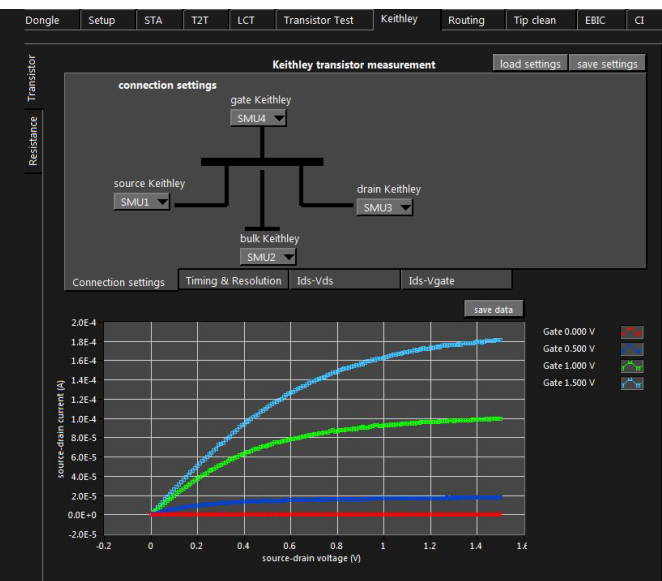 Dongle Setup STA T2T LCT Transistor Test Keithley Routing Tip clean EBIC CI
Transistor
Resistance
Keithley transistor measurement load settings save settings
connection settings
gate Keithley
SMU4
source Keithley
SMU1
drain Keithley
SMU3
bulk Keithley
SMU2
Connection settings Timing & Resolution Ids-Vds Ids-Vgate
save data
source-drain current (A)
2.0E-4
1.8E-4
1.6E-4
1.4E-4
1.2E-4
1.0E-4
8.0E-5
6.0E-5
4.0E-5
2.0E-5
0.0E+0
-2.0E-5
-0.2 0 0.2 0.4 0.6 0.8 1 1.2 1.4 1.6
source-drain voltage (V)
Gate 0.000 V
Gate 0.500 V
Gate 1.000 V
Gate 1.500 V